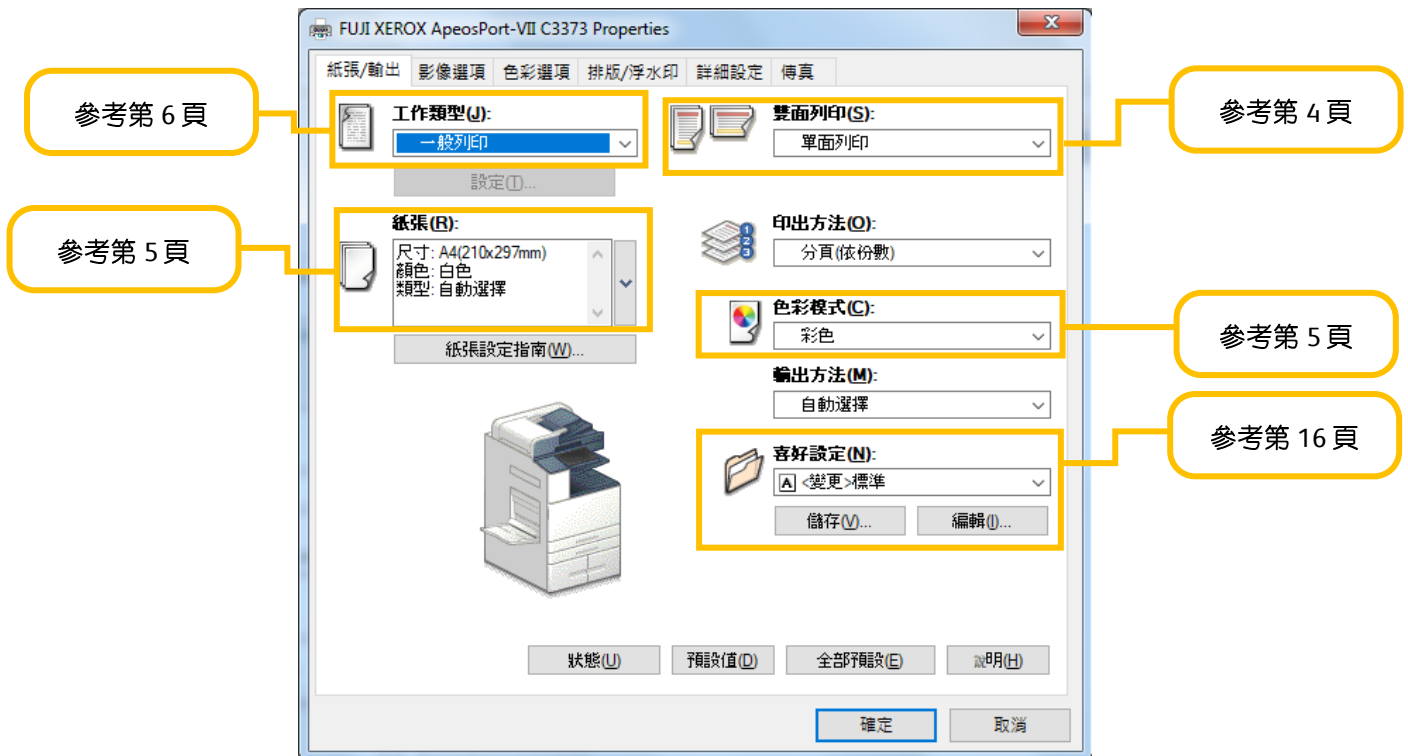 FUJI XEROX ApeosPort-VII C3373 Properties
紙張/輸出 影像選項 色彩選項 排版/浮水印 詳細設定 傳真
參考第 6 頁
工作類型(J):
一般列印
設定(T)...
雙面列印(S):
單面列印
參考第 4 頁
參考第 5 頁
紙張(R):
尺寸: A4(210x297mm)
顏色: 白色
類型: 自動選擇
紙張設定指南(W)...
印出方法(O):
分頁(依份數)
1
2
3
色彩模式(C):
彩色
參考第 5 頁
輸出方法(M):
自動選擇
喜好設定(N):
A <變更>標準
儲存(V)... 編輯(I)...
參考第 16 頁
狀態(U) 預設值(D) 全部預設(E) 說明(H)
確定 取消